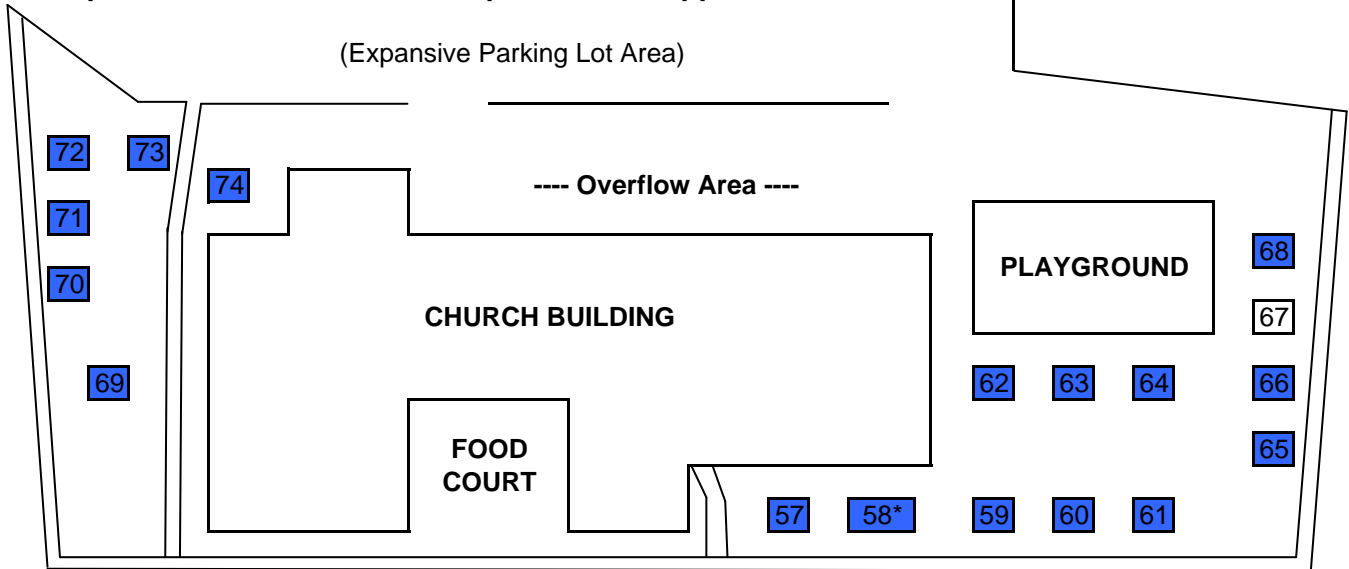 (Expansive Parking Lot Area)
72 73
74 ---- Overflow Area ----
71
68
70
PLAYGROUND
CHURCH BUILDING
67
69
62 63 64 66
FOOD
COURT
65
57 58* 59 60 61